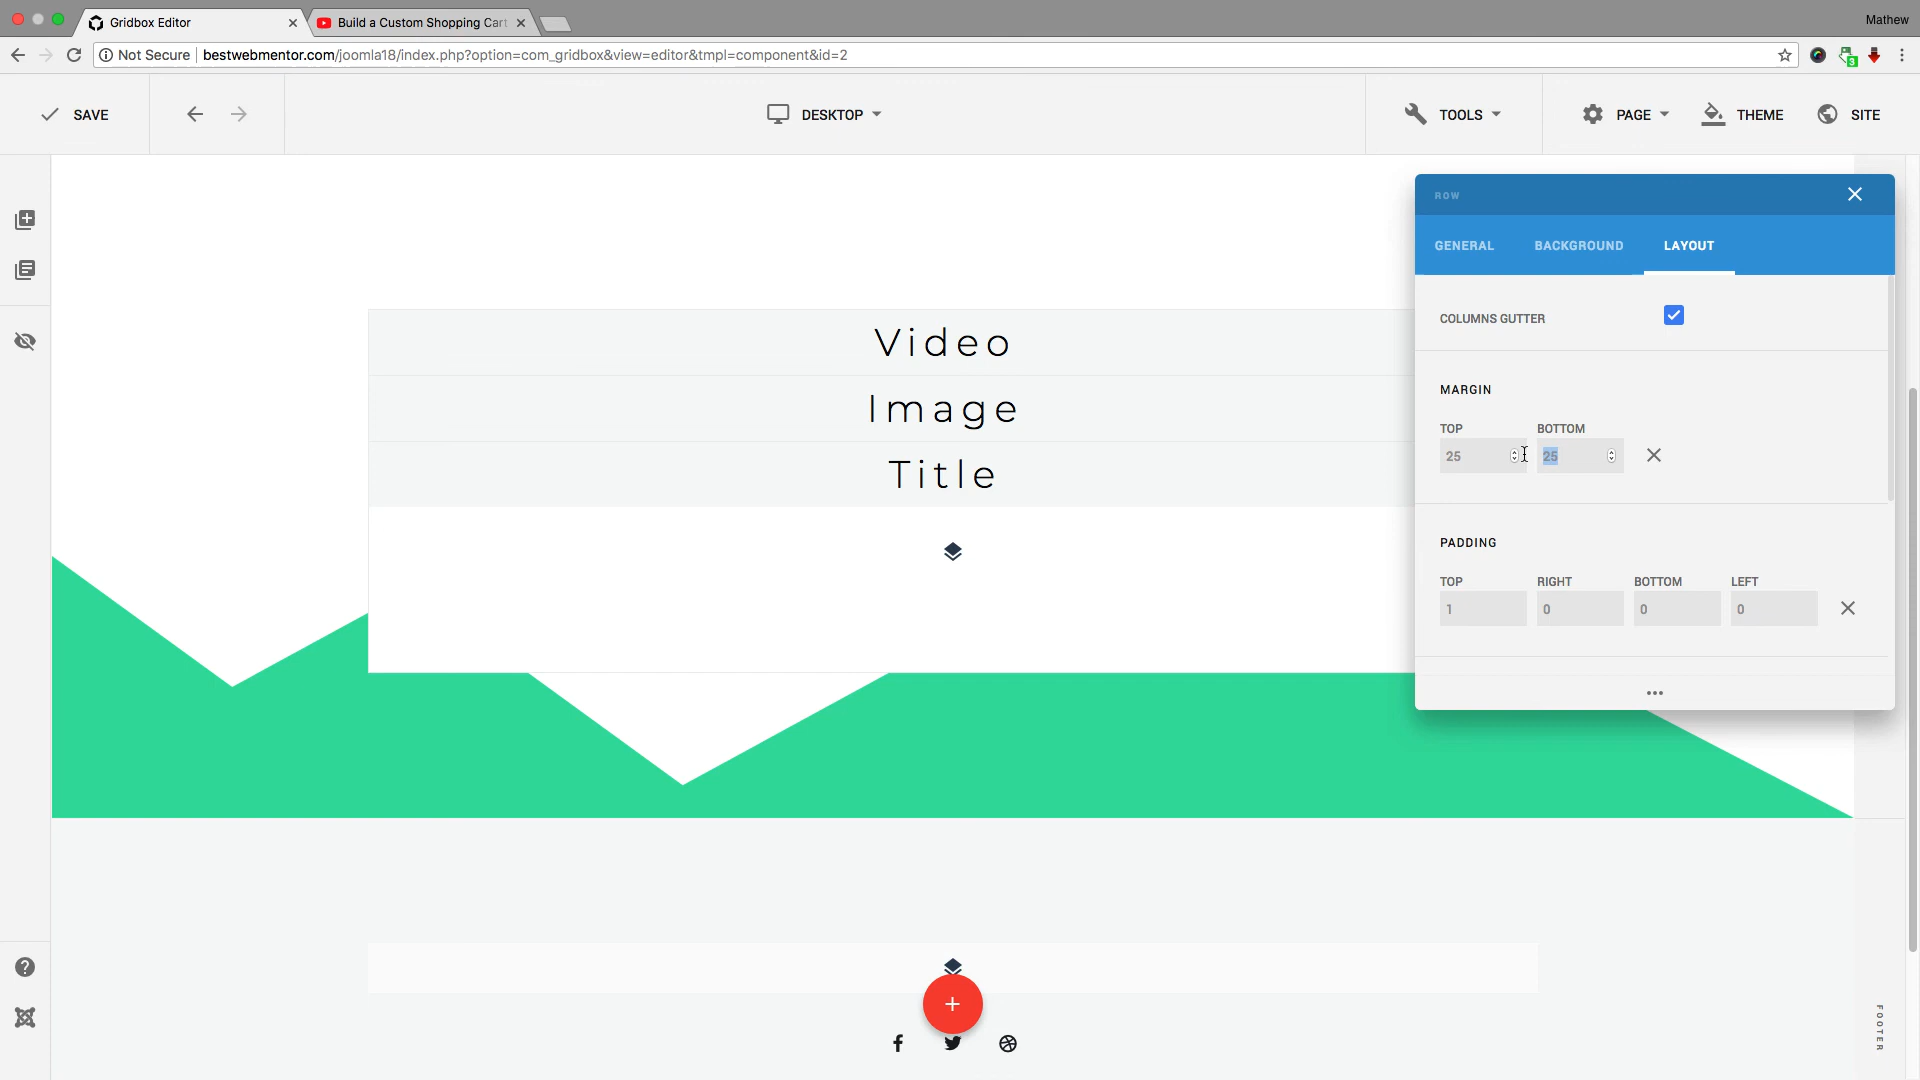 Gridbox Editor
Build a Custom Shopping Cart
Mathew
Not Secure
bestwebmentor.com/joomla18/index.php?option=com_gridbox&view=editor&tmpl=component&id=2
3
SAVE
DESKTOP
TOOLS
PAGE
THEME
SITE
ROW
GENERAL
BACKGROUND
LAYOUT
COLUMNS GUTTER
MARGIN
TOP
BOTTOM
25
25
PADDING
TOP
RIGHT
BOTTOM
LEFT
1
0
0
0
Video
Image
Title
FOOTER